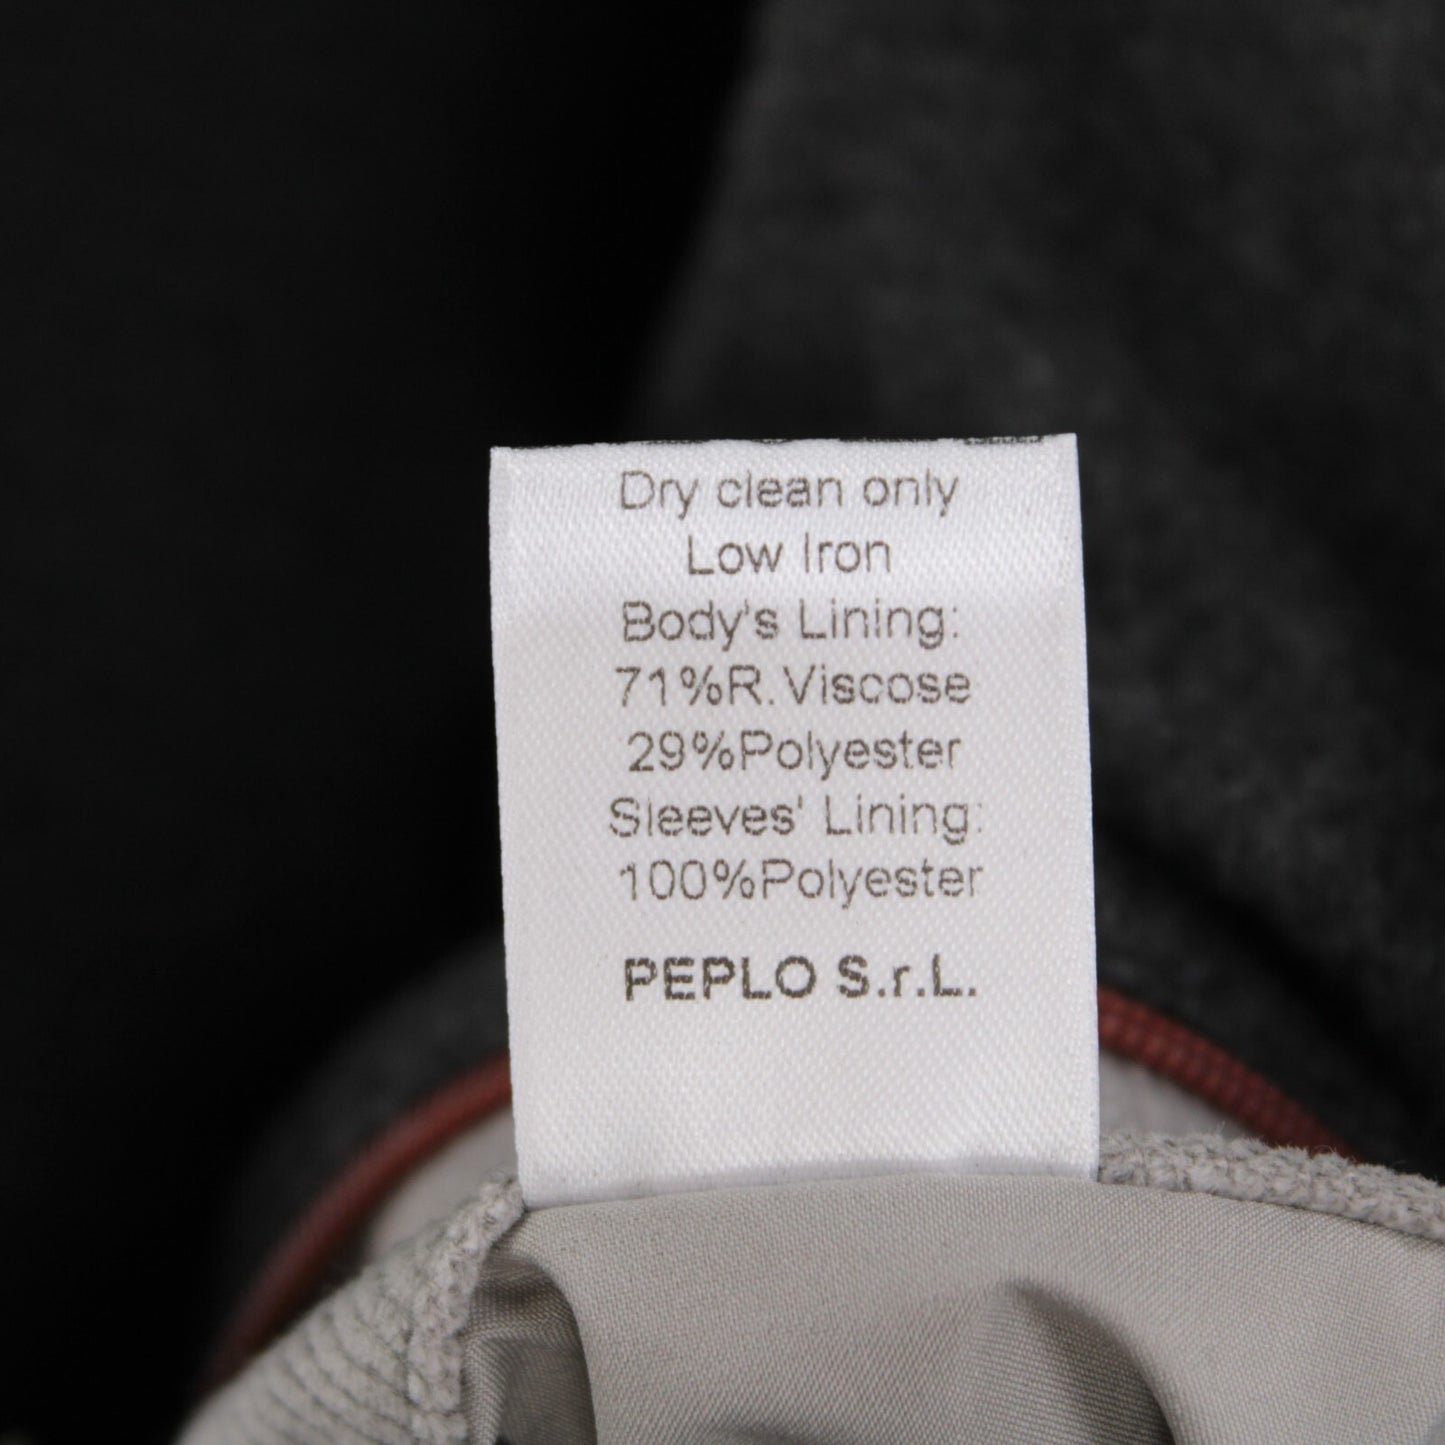 Dry clean only
Low Iron
Body's Lining:
71%R.Viscose
29%Polyester
Sleeves' Lining:
100%Polyester
PEPLO S.r.L.